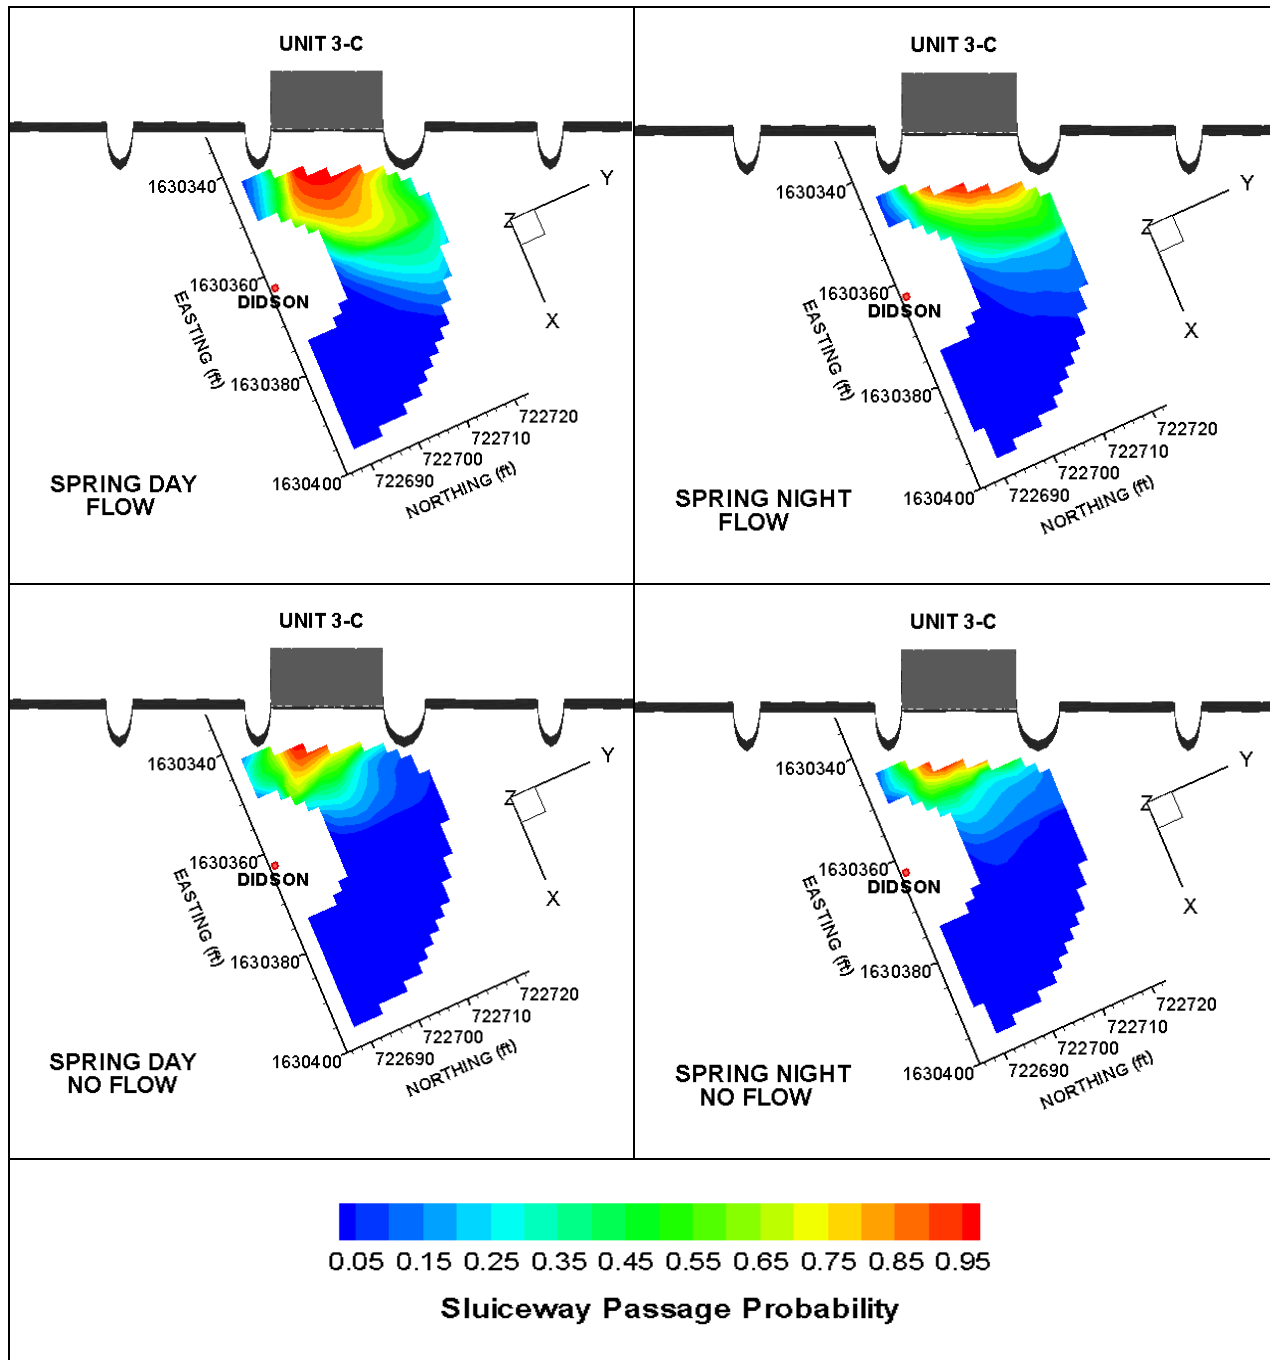 UNIT 3-C
1630340
Y
Z
1630360
DIDSON
X
EASTING (ft)
1630380
722720
722710
722700
722690
1630400
NORTHING (ft)
SPRING DAY
FLOW
UNIT 3-C
1630340
Y
Z
1630360
DIDSON
X
EASTING (ft)
1630380
722720
722710
722700
722690
1630400
NORTHING (ft)
SPRING NIGHT
FLOW
UNIT 3-C
1630340
Y
Z
1630360
DIDSON
X
EASTING (ft)
1630380
722720
722710
722700
722690
1630400
NORTHING (ft)
SPRING DAY
NO FLOW
UNIT 3-C
1630340
Y
Z
1630360
DIDSON
X
EASTING (ft)
1630380
722720
722710
722700
722690
1630400
NORTHING (ft)
SPRING NIGHT
NO FLOW
0.05 0.15 0.25 0.35 0.45 0.55 0.65 0.75 0.85 0.95
Sluiceway Passage Probability